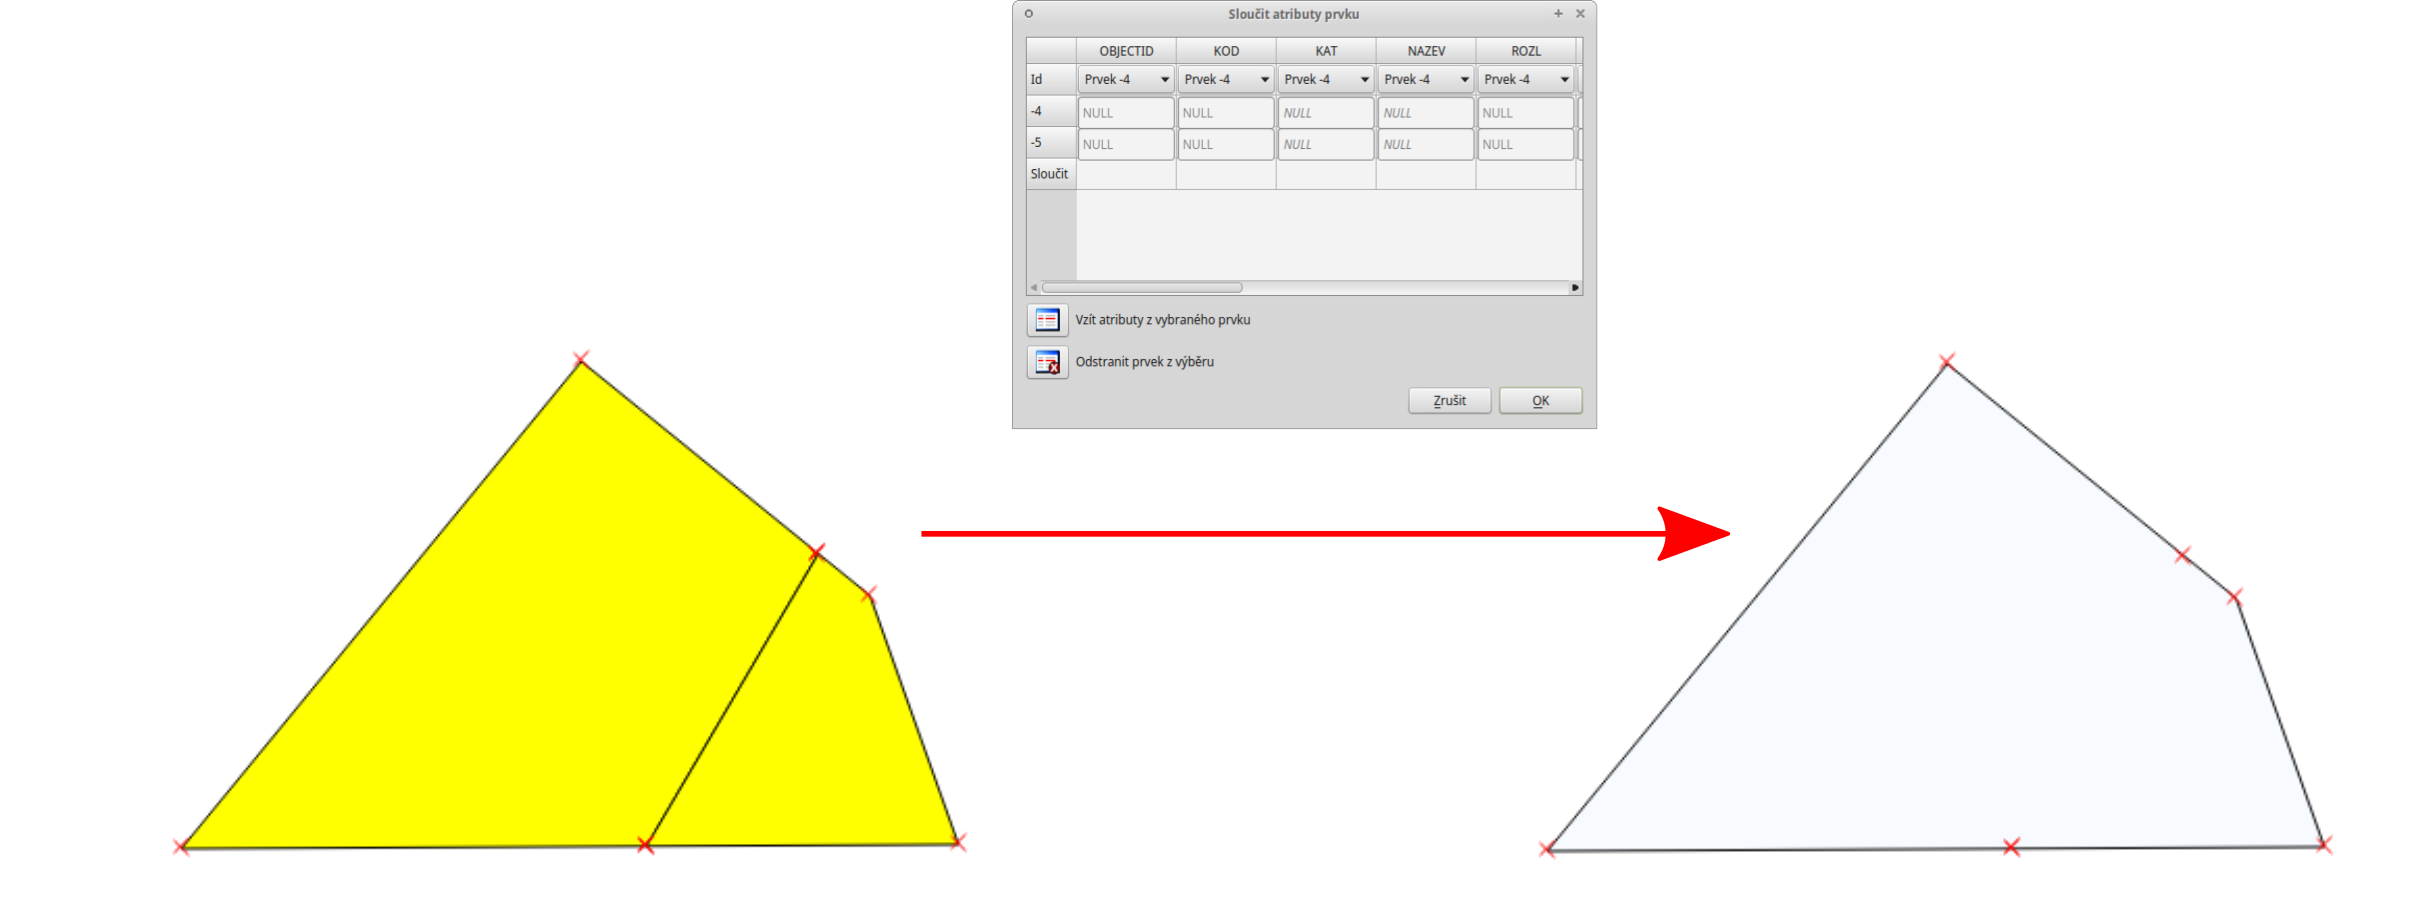 Sloučit atributy prvku
OBJECTID KOD KAT NAZEV ROZL
Id Prvek -4 Prvek -4 Prvek -4 Prvek -4 Prvek -4
-4 NULL NULL NULL NULL NULL
-5 NULL NULL NULL NULL NULL
Sloučit
Vzít atributy z vybraného prvku
Odstranit prvek z výběru
Zrušit OK